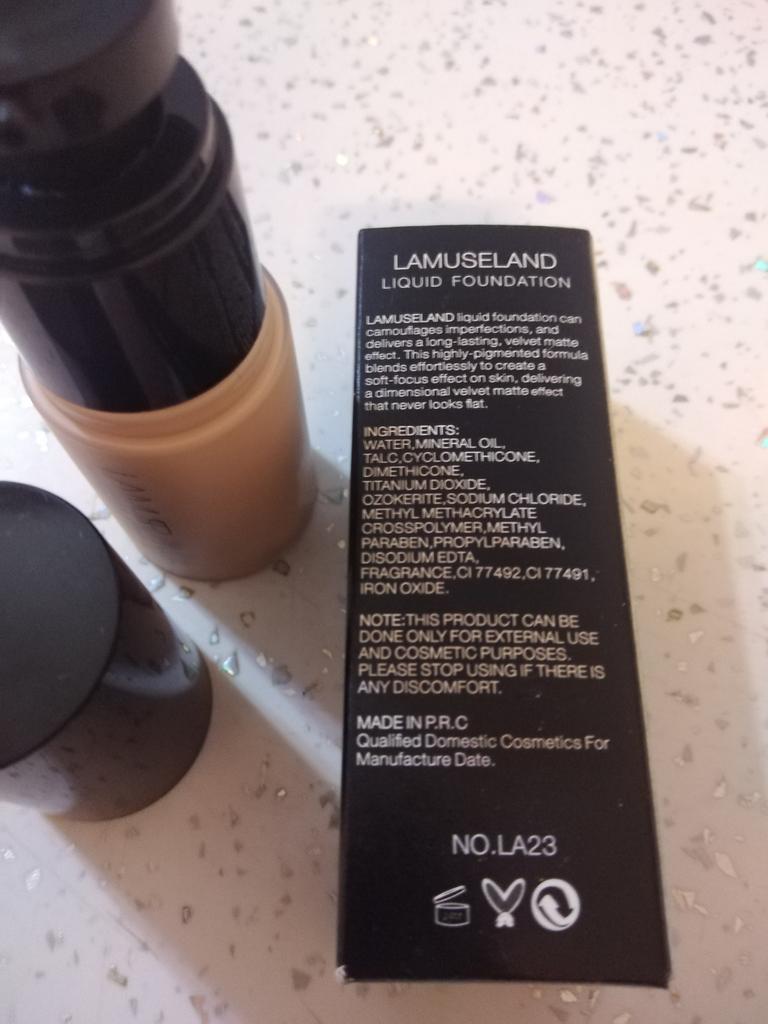 LAMUSELAND
LIQUID FOUNDATION
LAMUSELAND liquid foundation can
camouflages imperfections, and
delivers a long-lasting, velvet matte
effect. This highly-pigmented formula
blends effortlessly to create a
soft-focus effect on skin, delivering
a dimensional velvet matte effect
that never looks flat.
INGREDIENTS:
WATER,MINERAL OIL,
TALC,CYCLOMETHICONE,
DIMETHICONE,
TITANIUM DIOXIDE,
OZOKERITE,SODIUM CHLORIDE,
METHYL METHACRYLATE
CROSSPOLYMER,METHYL
PARABEN,PROPYLPARABEN,
DISODIUM EDTA,
FRAGRANCE,CI 77492,CI 77491,
IRON OXIDE.
NOTE:THIS PRODUCT CAN BE
DONE ONLY FOR EXTERNAL USE
AND COSMETIC PURPOSES.
PLEASE STOP USING IF THERE IS
ANY DISCOMFORT.
MADE IN P.R.C
Qualified Domestic Cosmetics For
Manufacture Date.
NO.LA23